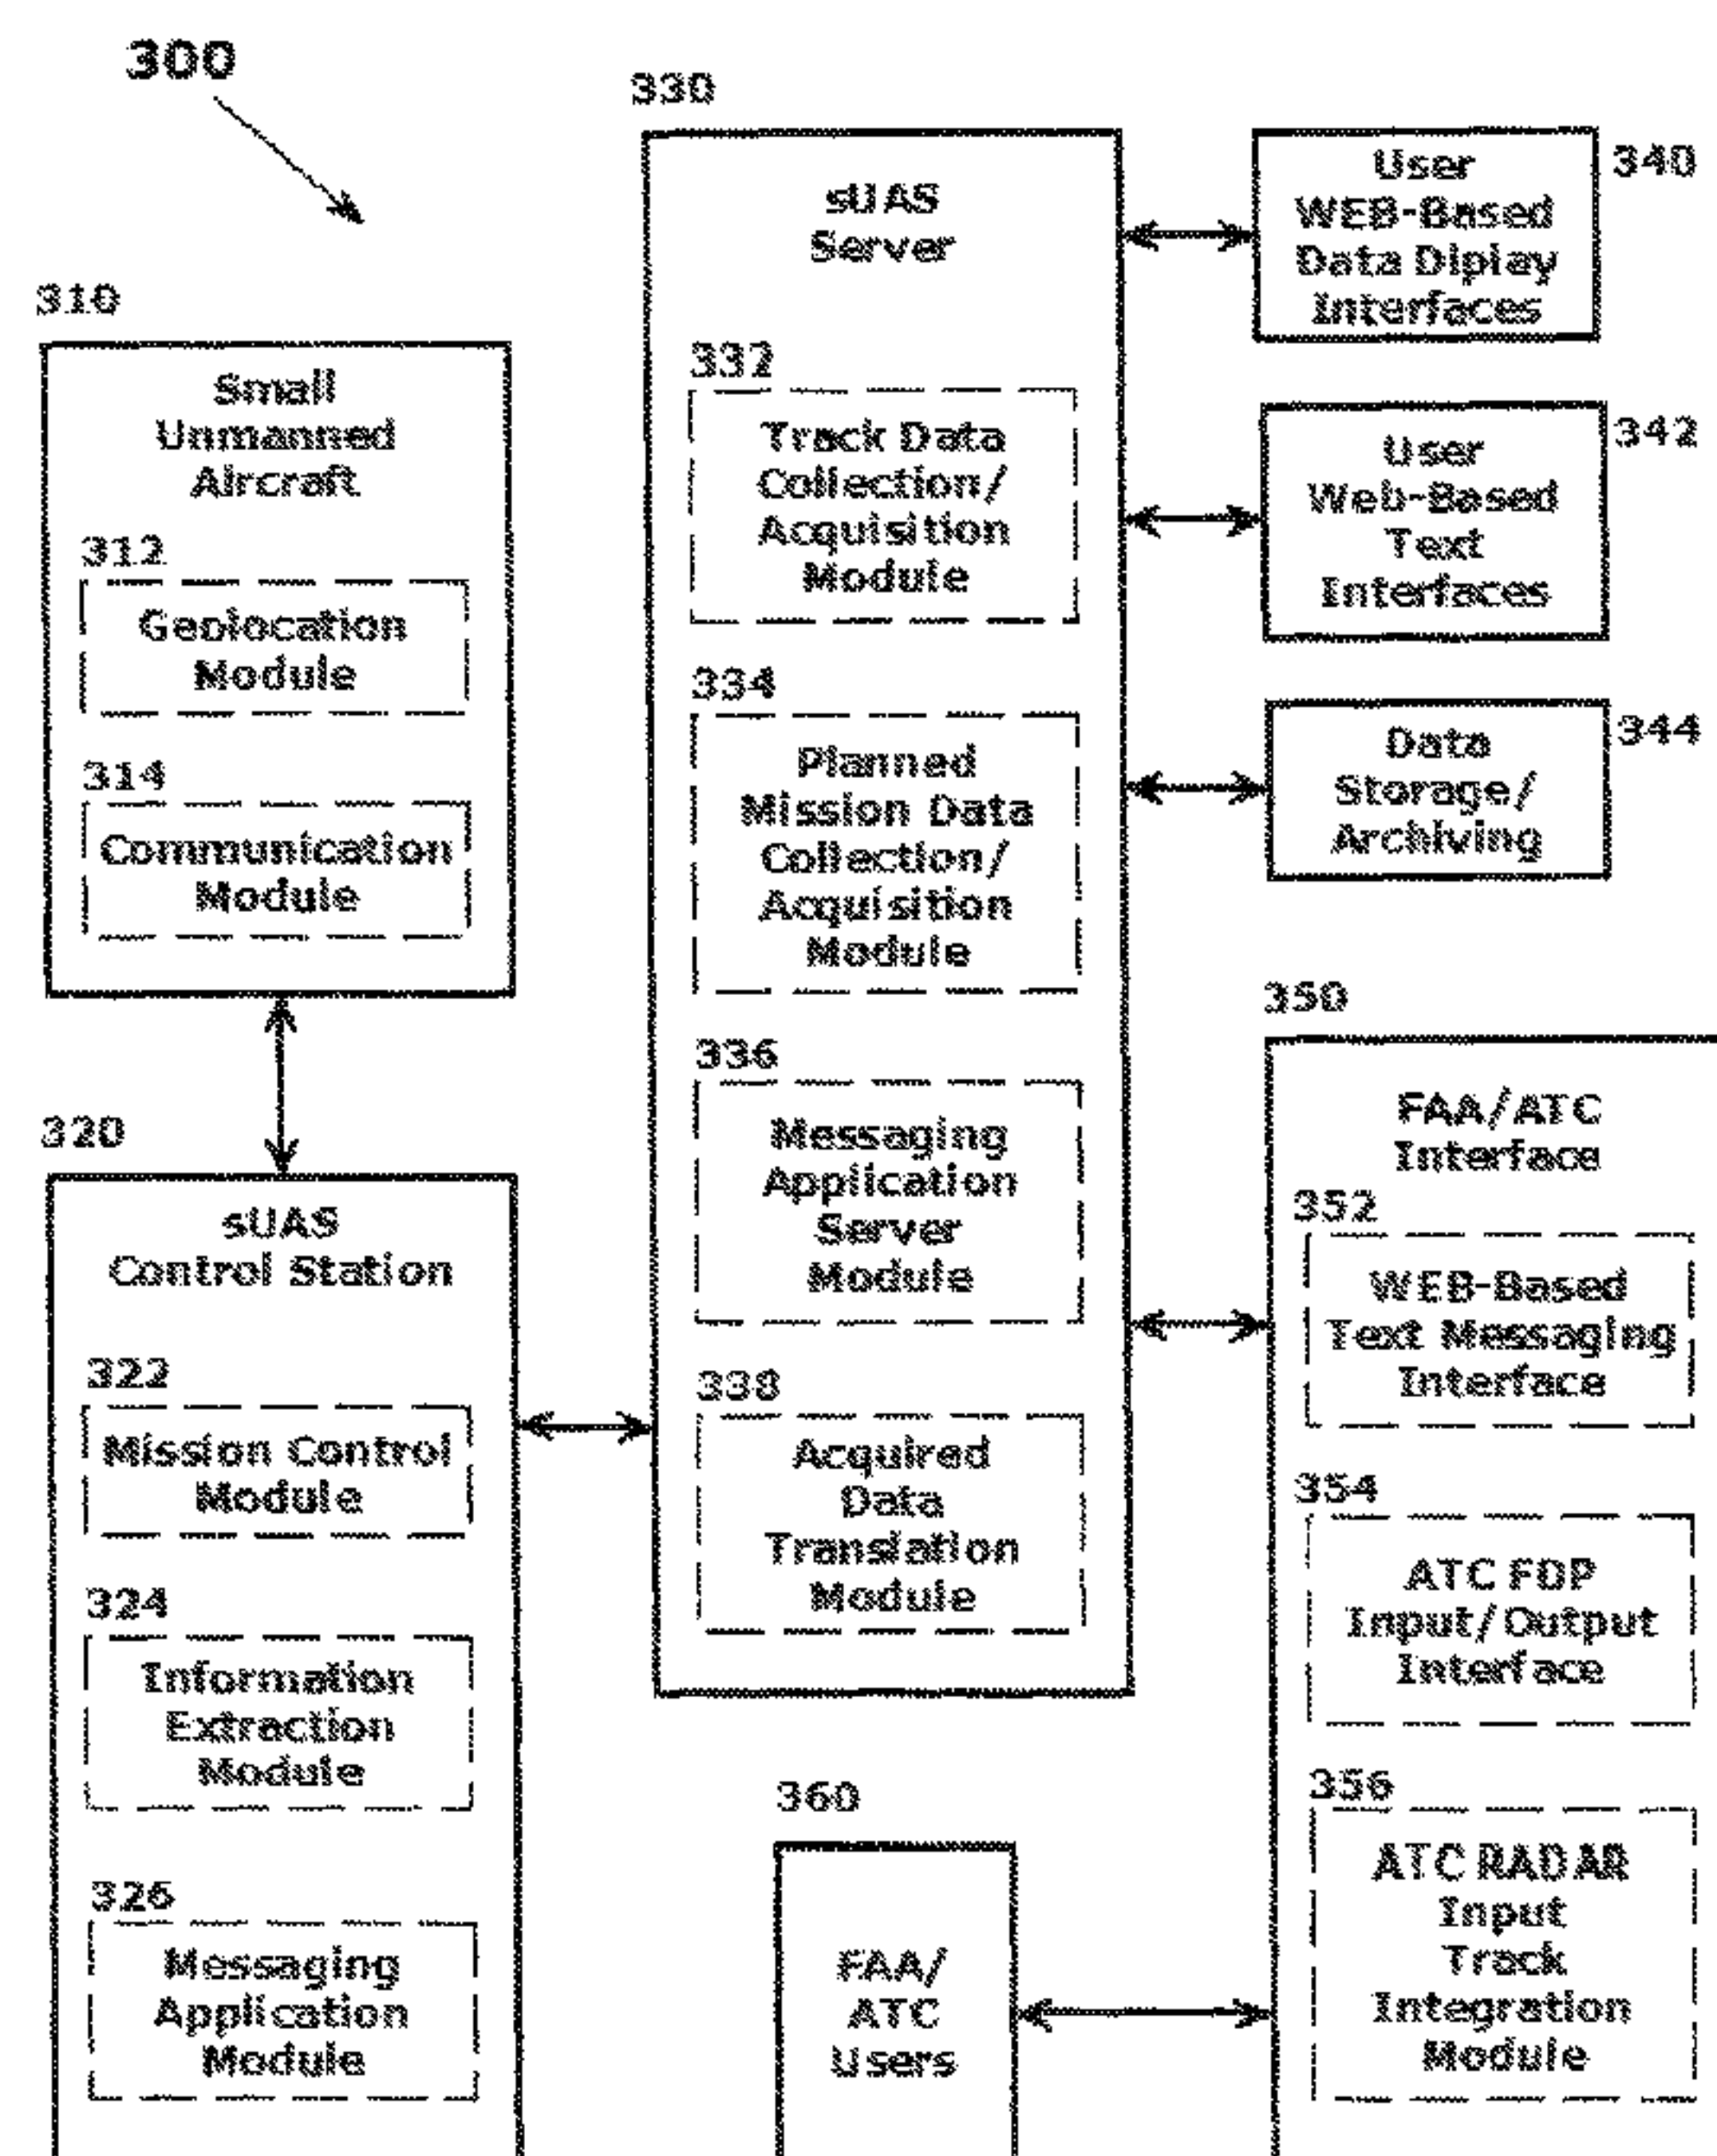 300
310
Small
Unmanned
Aircraft
312
Geolocation
Module
314
Communication
Module
320
sUAS
Control Station
322
Mission Control
Module
324
Information
Extraction
Module
326
Messaging
Application
Module
330
sUAS
Server
332
Track Data
Collection/
Acquisition
Module
334
Planned
Mission Data
Collection/
Acquisition
Module
336
Messaging
Application
Server
Module
338
Acquired
Data
Translation
Module
340
User
WEB-Based
Data Diplay
Interfaces
342
User
Web-Based
Text
Interfaces
344
Data
Storage/
Archiving
350
FAA/ATC
Interface
352
WEB-Based
Text Messaging
Interface
354
ATC FDP
Input/Output
Interface
356
ATC RADAR
Input
Track
Integration
Module
360
FAA/
ATC
Users